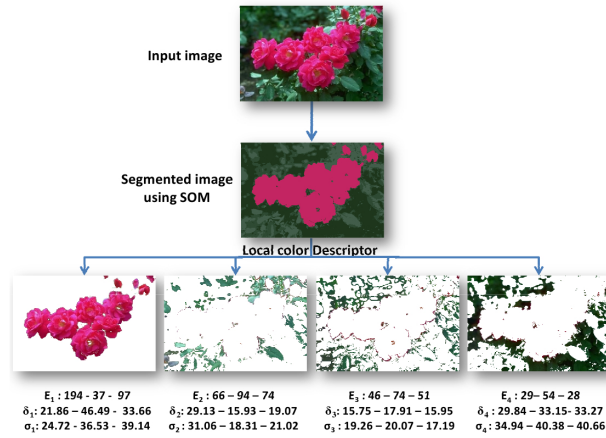 Input image
Segmented image
using SOM
Local color Descriptor
E₁ : 194 - 37 - 97
δ₁: 21.86 – 46.49 - 33.66
σ₁: 24.72 – 36.53 - 39.14
E₂ : 66 – 94 – 74
δ₂: 29.13 – 15.93 – 19.07
σ₂ : 31.06 – 18.31 – 21.02
E₃ : 46 – 74 – 51
δ₃: 15.75 – 17.91 – 15.95
σ₃ : 19.26 – 20.07 – 17.19
E₄ : 29– 54 – 28
δ₄ : 29.84 – 33.15- 33.27
σ₄ : 34.94 – 40.38 – 40.66